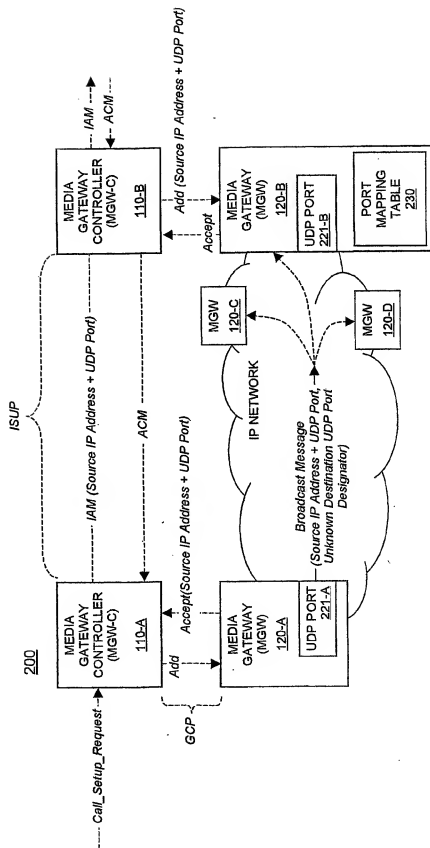 200
Call_Setup_Request
MEDIA
GATEWAY
CONTROLLER
(MGW-C)
110-A
ISUP
IAM (Source IP Address + UDP Port)
ACM
MEDIA
GATEWAY
CONTROLLER
(MGW-C)
110-B
IAM
ACM
GCP
Add
Accept(Source IP Address + UDP Port)
Accept
Add (Source IP Address + UDP Port)
MEDIA
GATEWAY
(MGW)
120-A
UDP PORT
221-A
IP NETWORK
Broadcast Message
(Source IP Address + UDP Port,
Unknown Destination UDP Port
Designator)
MGW
120-C
MGW
120-D
MEDIA
GATEWAY
(MGW)
120-B
UDP PORT
221-B
PORT
MAPPING
TABLE
230